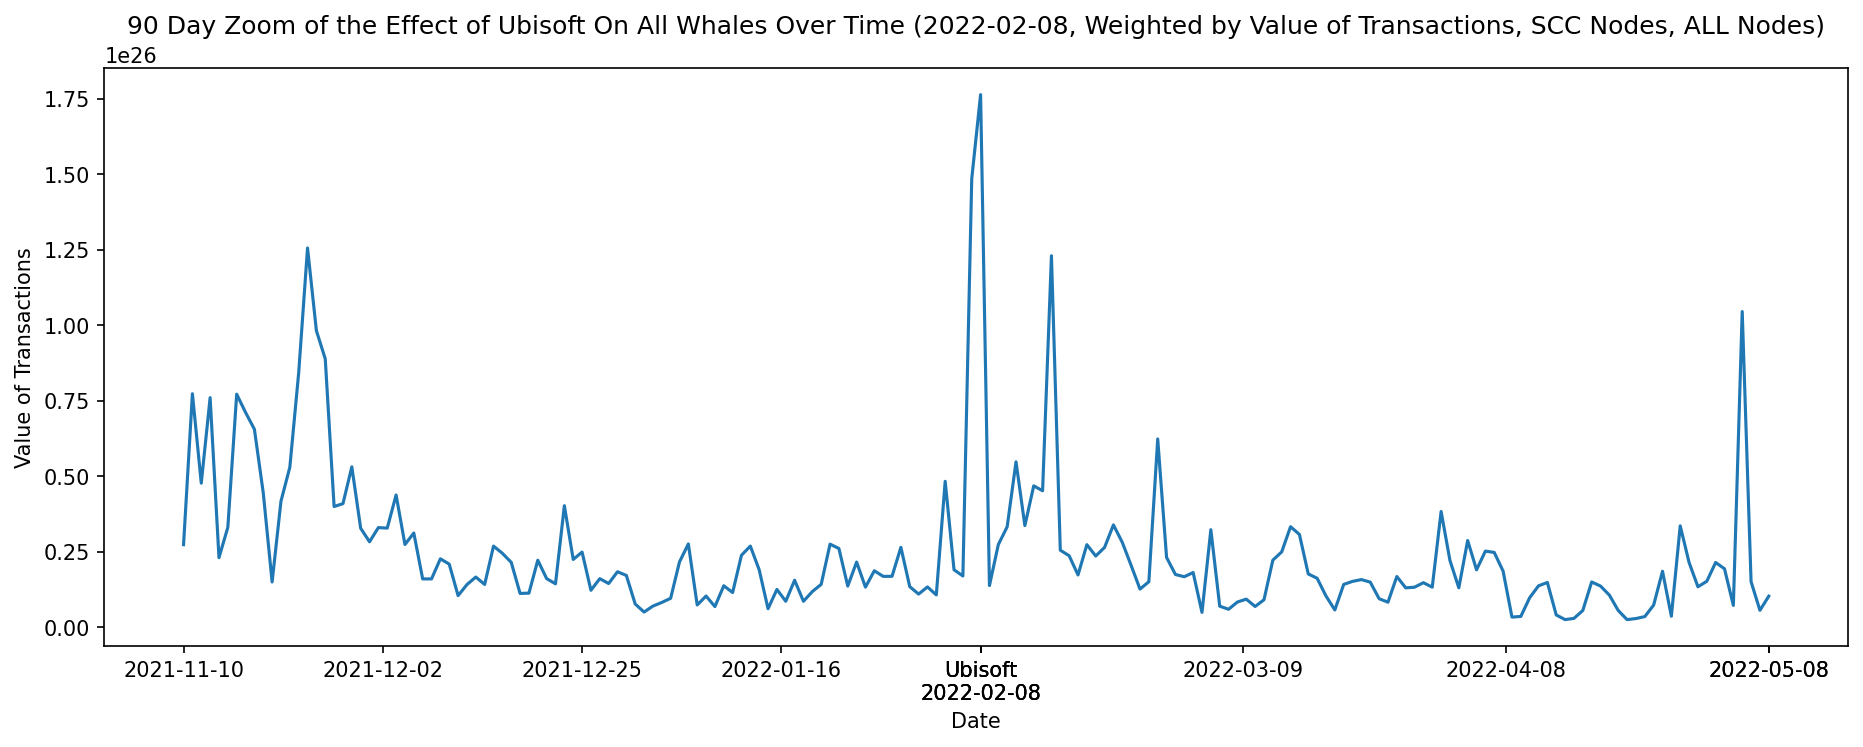 90 Day Zoom of the Effect of Ubisoft On All Whales Over Time (2022-02-08, Weighted by Value of Transactions, SCC Nodes, ALL Nodes)
1e26
1.75
1.50
1.25
1.00
0.75
0.50
0.25
0.00
Value of Transactions
2021-11-10 2021-12-02 2021-12-25 2022-01-16 Ubisoft 2022-03-09 2022-04-08 2022-05-08
2022-02-08
Date